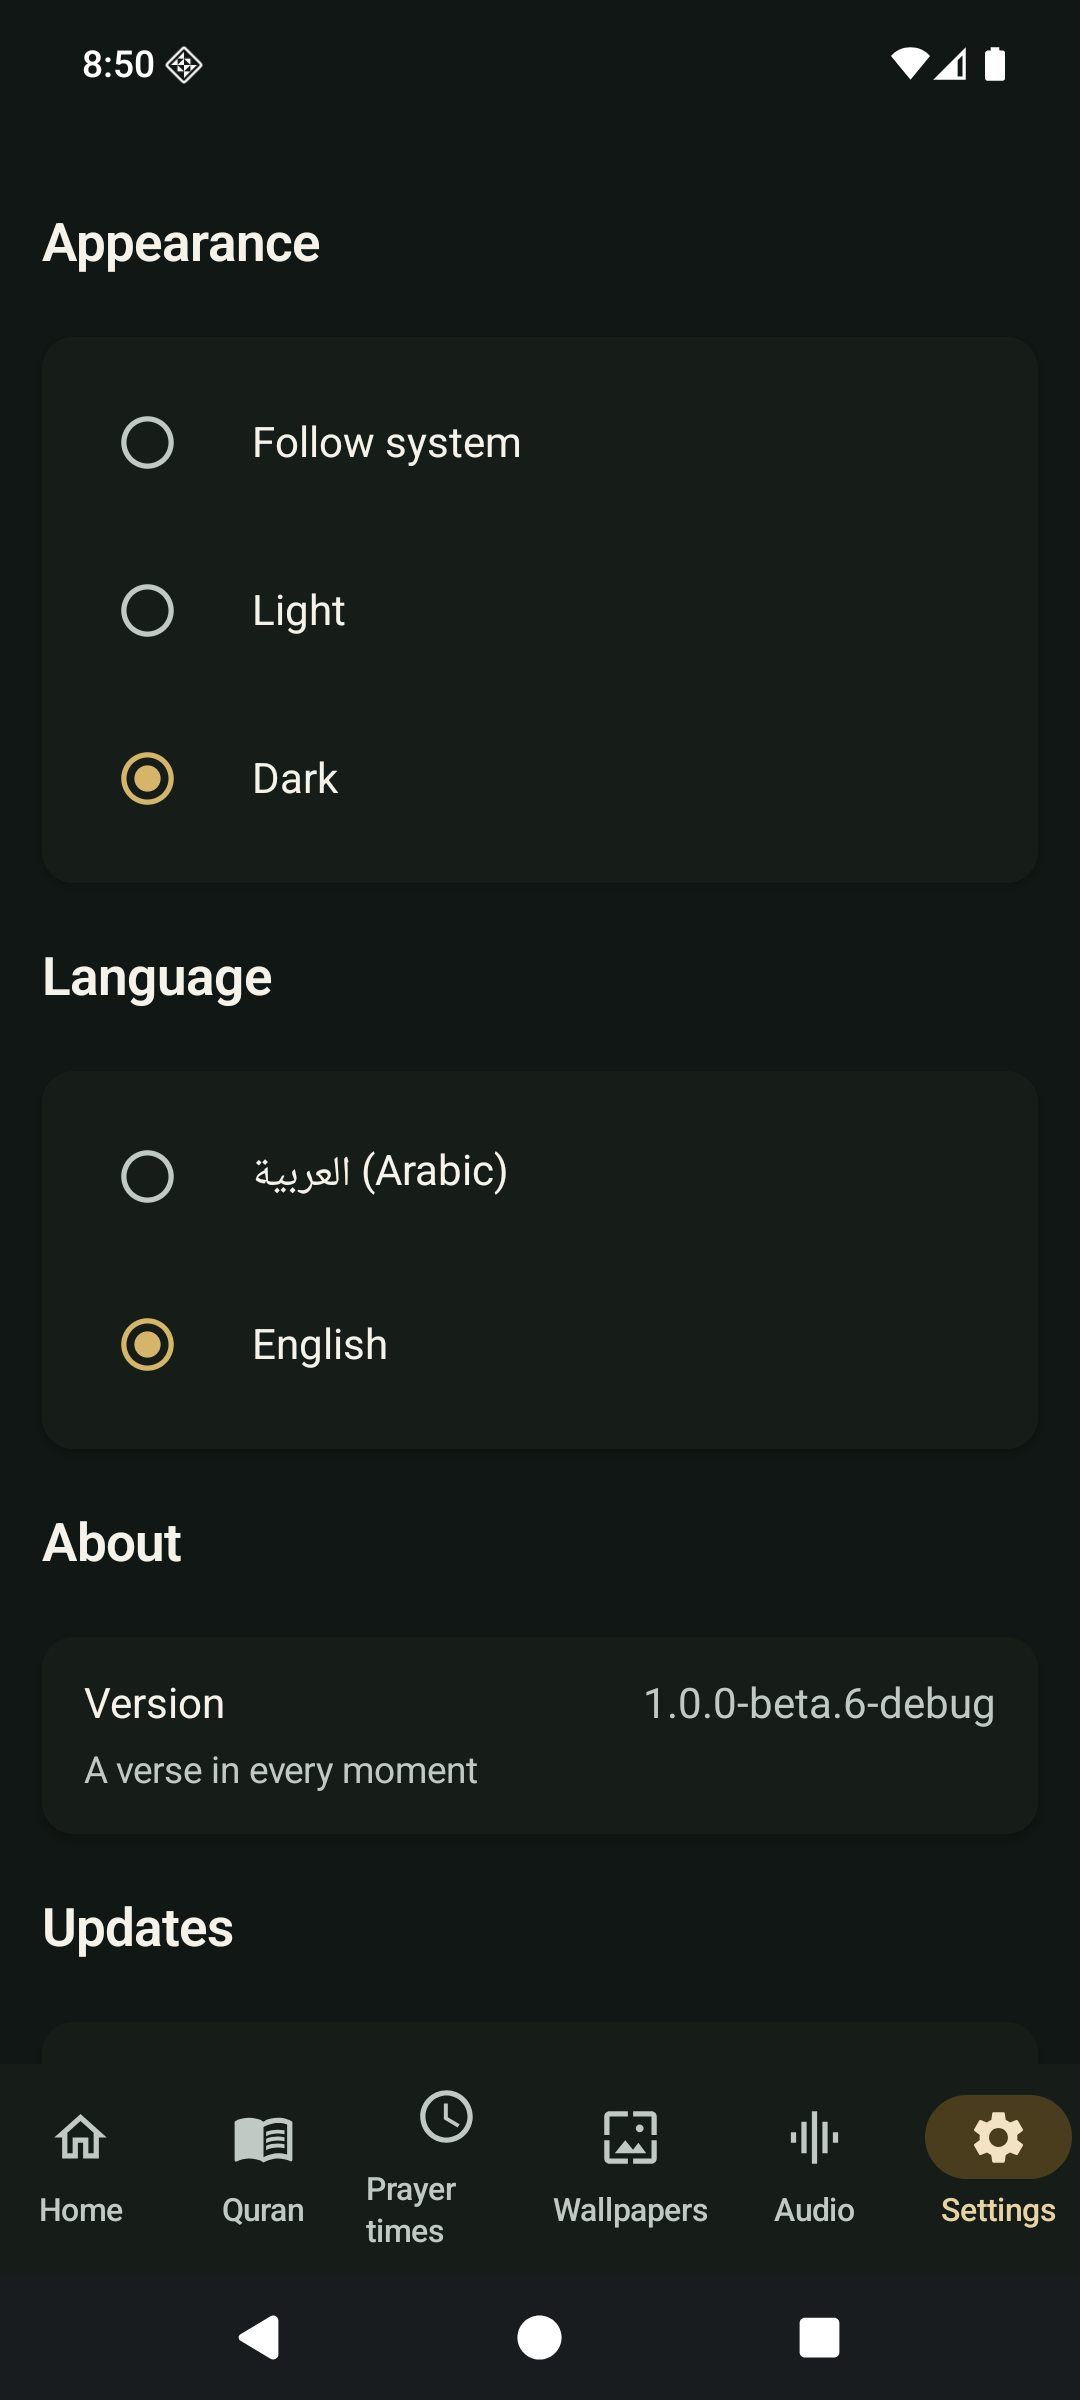 8:50
Appearance
Follow system
Light
Dark
Language
العربية (Arabic)
English
About
Version 1.0.0-beta.6-debug
A verse in every moment
Updates
Home
Quran
Prayer
times
Wallpapers
Audio
Settings